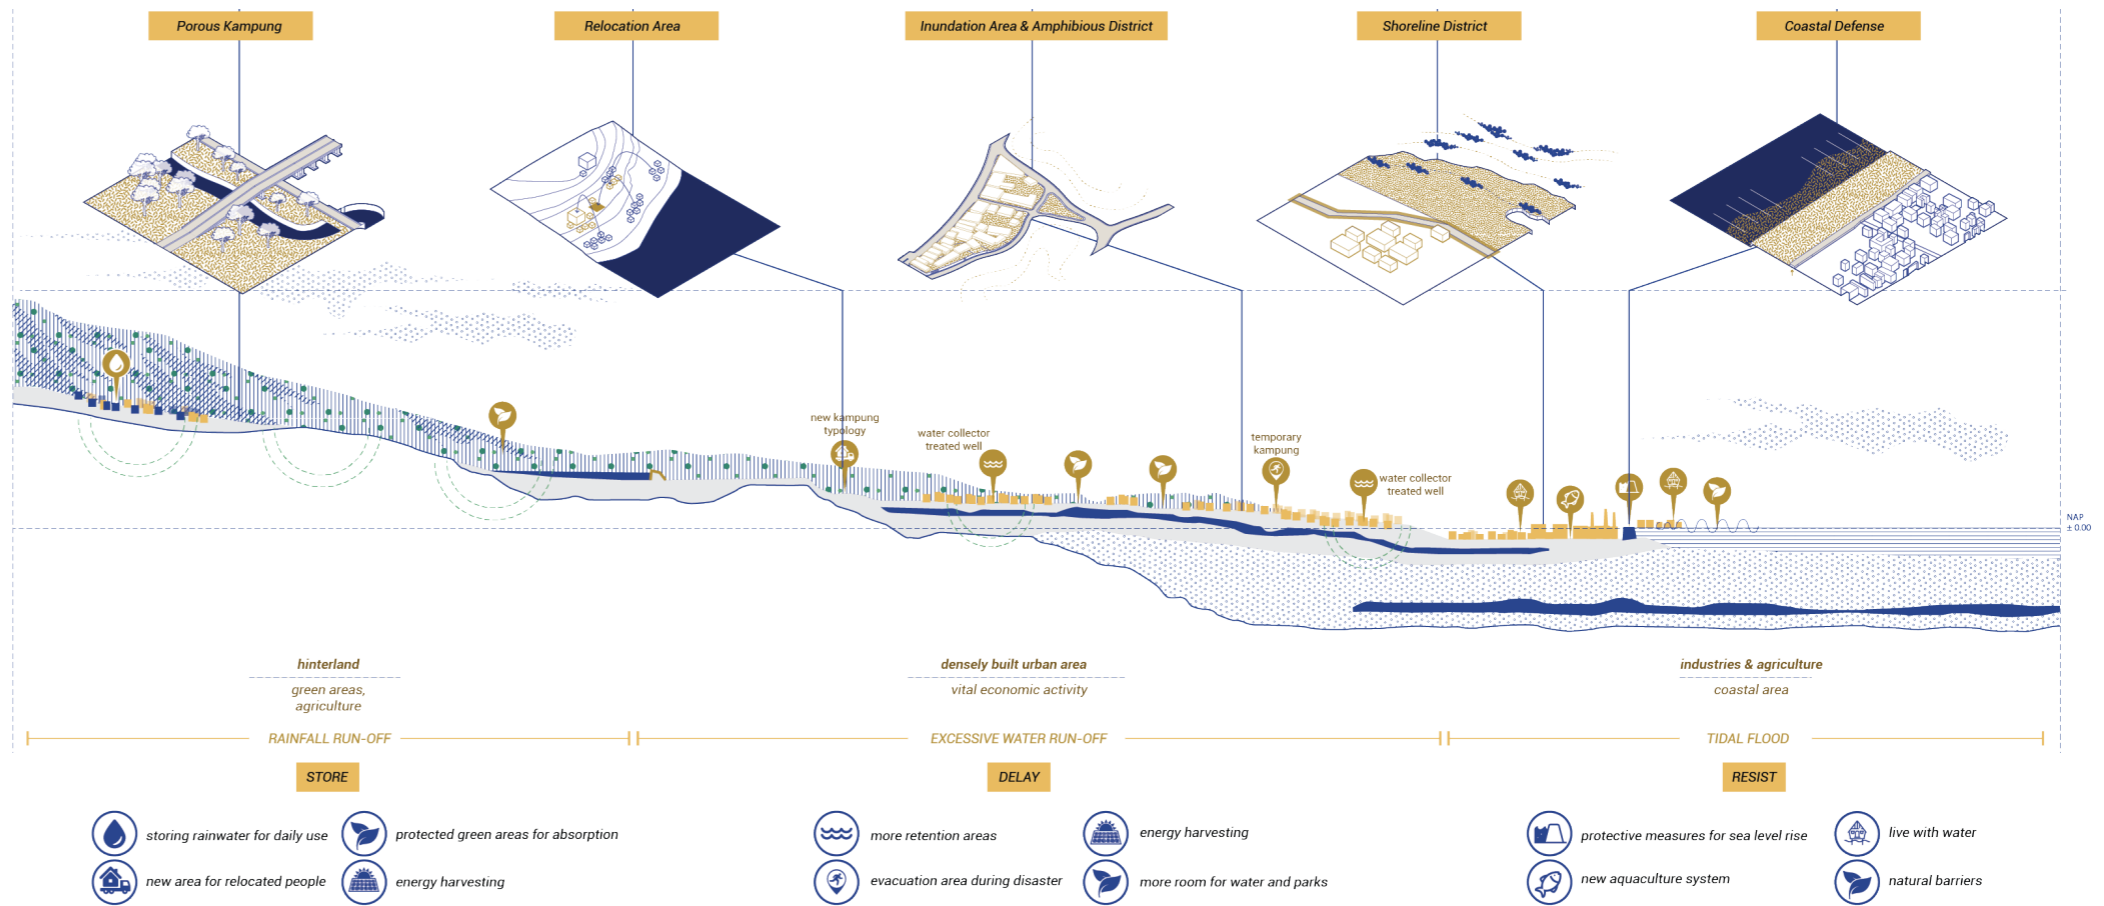 Porous Kampung
Relocation Area
Inundation Area & Amphibious District
Shoreline District
Coastal Defense
new kampung
typology
water collector
treated well
temporary
kampung
water collector
treated well
NAP
± 0.00
hinterland
green areas,
agriculture
densely built urban area
vital economic activity
industries & agriculture
coastal area
RAINFALL RUN-OFF
EXCESSIVE WATER RUN-OFF
TIDAL FLOOD
STORE
DELAY
RESIST
storing rainwater for daily use
protected green areas for absorption
new area for relocated people
energy harvesting
more retention areas
energy harvesting
evacuation area during disaster
more room for water and parks
protective measures for sea level rise
live with water
new aquaculture system
natural barriers